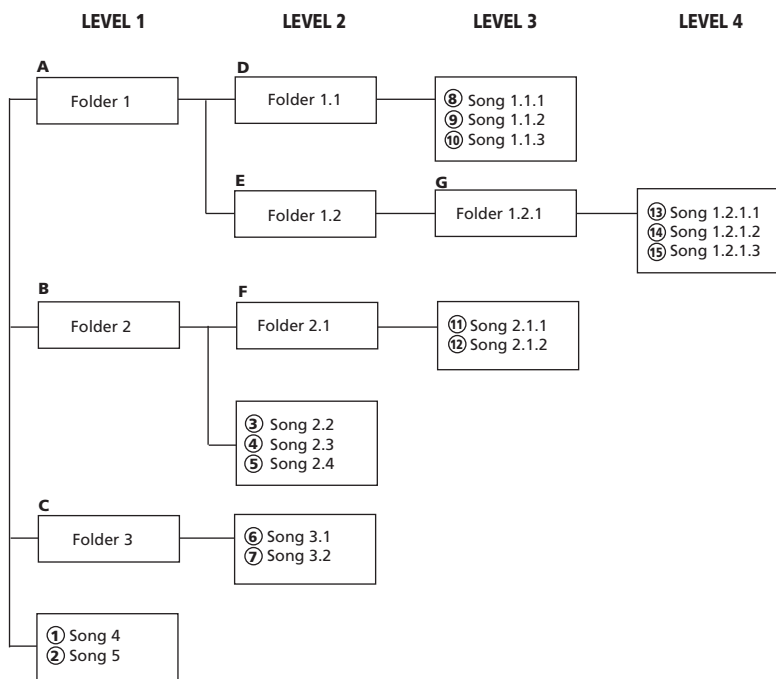 LEVEL 1 LEVEL 2 LEVEL 3 LEVEL 4
A D
Folder 1 Folder 1.1
⑧ Song 1.1.1
⑨ Song 1.1.2
⑩ Song 1.1.3
E G
Folder 1.2 Folder 1.2.1
⑬ Song 1.2.1.1
⑭ Song 1.2.1.2
⑮ Song 1.2.1.3
B F
Folder 2 Folder 2.1
⑪ Song 2.1.1
⑫ Song 2.1.2
③ Song 2.2
④ Song 2.3
⑤ Song 2.4
C
Folder 3
⑥ Song 3.1
⑦ Song 3.2
① Song 4
② Song 5